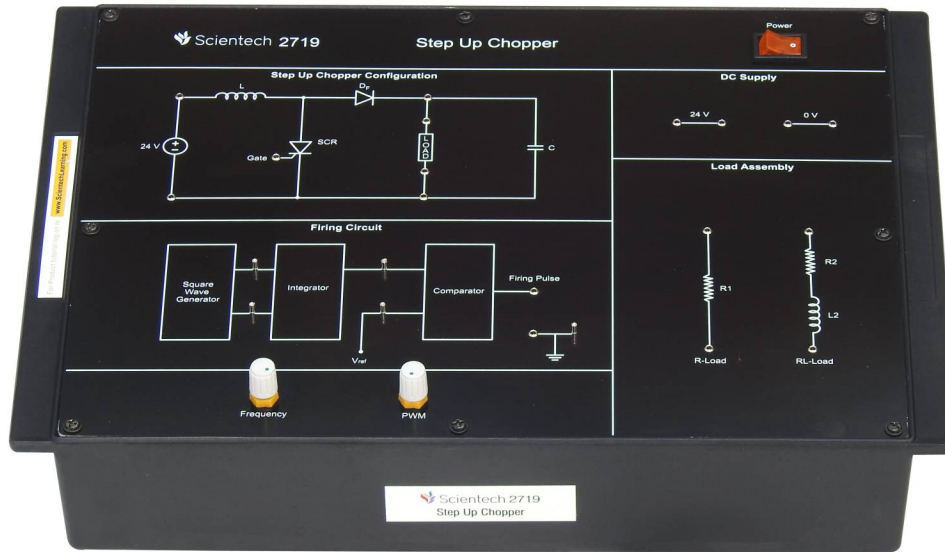 Scientech 2719
Step Up Chopper
Power
Step Up Chopper Configuration
L
D_F
24 V
Gate
SCR
LOAD
C
DC Supply
24 V
0 V
Load Assembly
R1
R-Load
R2
L2
RL-Load
Firing Circuit
Square
Wave
Generator
Integrator
Comparator
Firing Pulse
Vref
Frequency
PWM
www.ScientechLearning.com
Scientech 2719
Step Up Chopper